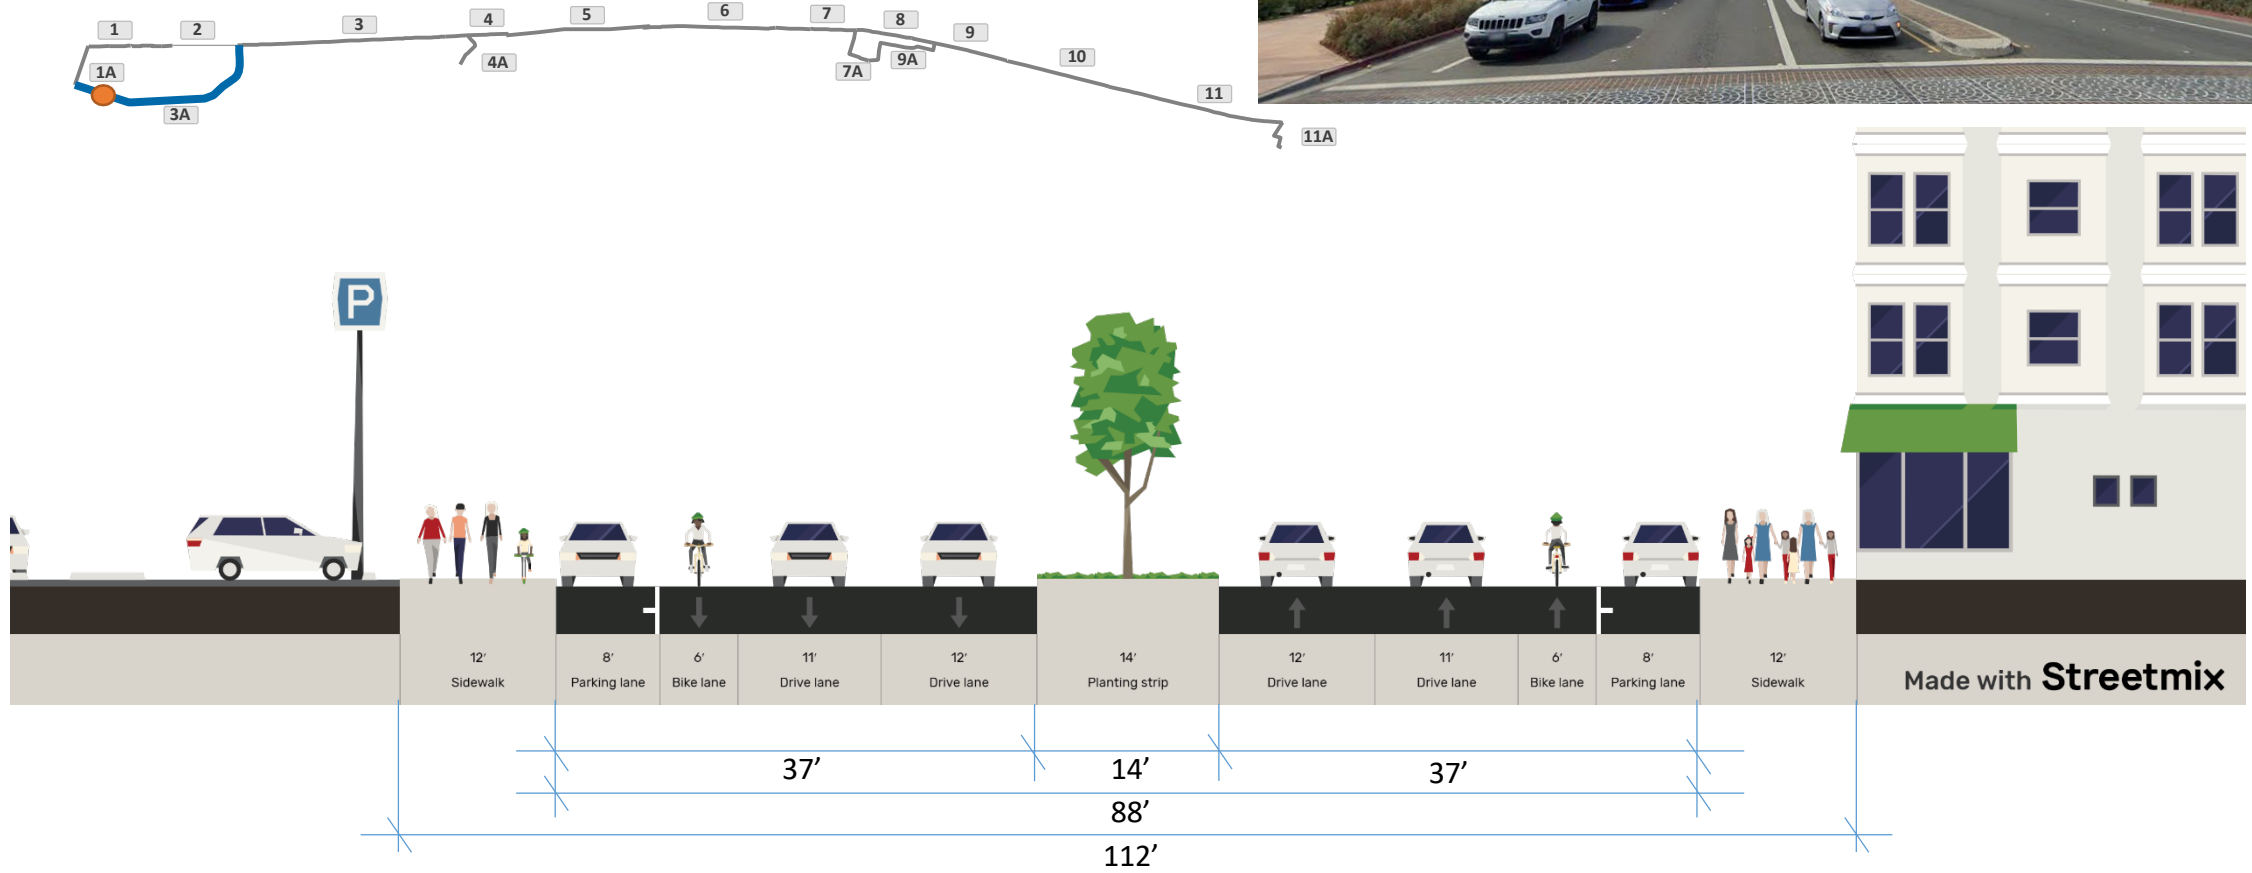 1
2
3
4
5
6
7
8
9
10
11
1A
3A
4A
7A
9A
11A
P
12' 8' 6' 11' 12' 14' 12' 11' 6' 8' 12'
Sidewalk Parking lane Bike lane Drive lane Drive lane Planting strip Drive lane Drive lane Bike lane Parking lane Sidewalk
Made with Streetmix
37’ 14’ 37’
88’
112’